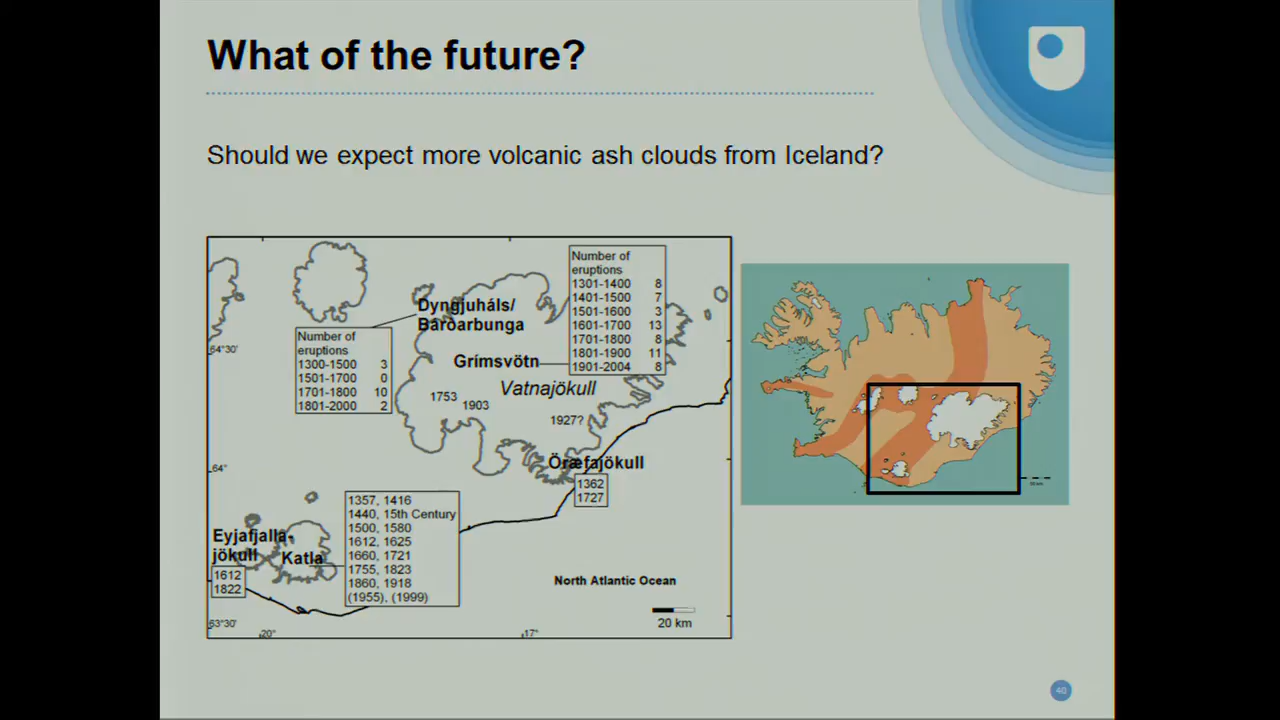 What of the future?
Should we expect more volcanic ash clouds from Iceland?
Number of
eruptions
1301-1400 8
1401-1500 7
1501-1600 3
1601-1700 13
1701-1800 8
1801-1900 11
1901-2004 8
Dyngjuháls/
Bárðarbunga
Number of
eruptions
1300-1500 3
1501-1700 0
1701-1800 10
1801-2000 2
64°30'
Grímsvötn
Vatnajökull
1753
1903
1927?
64°
Öræfajökull
1362
1727
1357, 1416
1440, 15th Century
1500, 1580
1612, 1625
1660, 1721
1755, 1823
1860, 1918
(1955), (1999)
Eyjafjalla-
jökull
Katla
1612
1822
North Atlantic Ocean
20 km
63°30
20°
17°
40